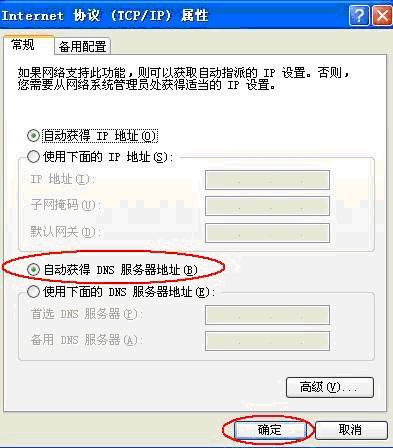 Internet 协议 (TCP/IP) 属性
常规
备用配置
如果网络支持此功能，则可以获取自动指派的 IP 设置。否则，
您需要从网络系统管理员处获得适当的 IP 设置。
自动获得 IP 地址(O)
使用下面的 IP 地址(S):
IP 地址(I):
子网掩码(U):
默认网关(D):
自动获得 DNS 服务器地址(B)
使用下面的 DNS 服务器地址(E):
首选 DNS 服务器(P):
备用 DNS 服务器(A):
高级(V)...
确定
取消